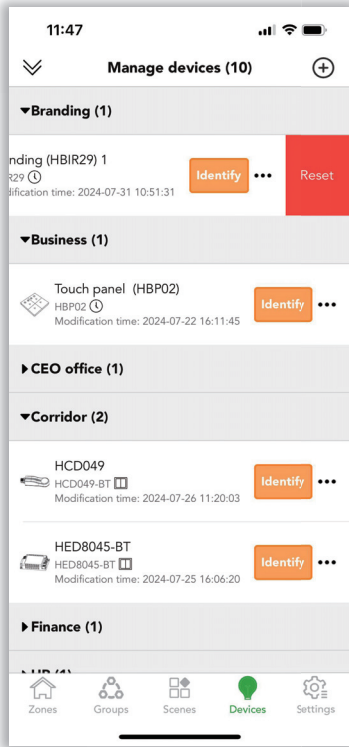 11:47
Manage devices (10)
Branding (1)
nding (HBIR29) 1
Identify
Reset
R29
dification time: 2024-07-31 10:51:31
Business (1)
Touch panel (HBP02)
HBP02
Identify
Modification time: 2024-07-22 16:11:45
CEO office (1)
Corridor (2)
HCD049
HCD049-BT
Identify
Modification time: 2024-07-26 11:20:03
HED8045-BT
HED8045-BT
Identify
Modification time: 2024-07-25 16:06:20
Finance (1)
Zones
Groups
Scenes
Devices
Settings